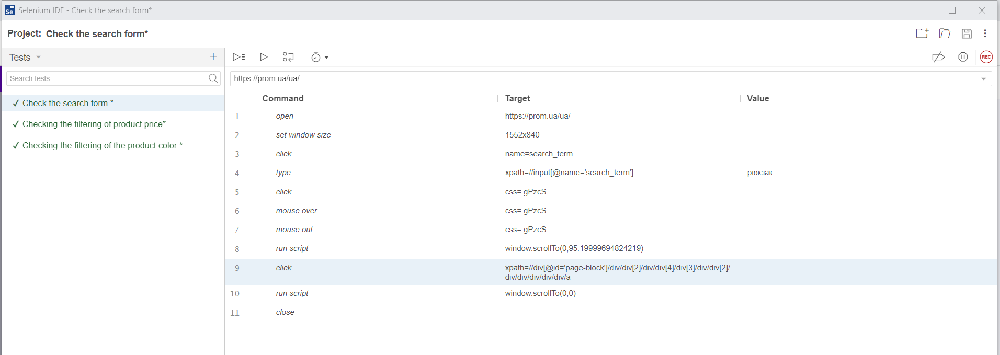 Se Selenium IDE - Check the search form*
Project: Check the search form*
Tests
REC
Search tests...
https://prom.ua/ua/
Check the search form *
Checking the filtering of product price*
Checking the filtering of the product color *
Command Target Value
1 open https://prom.ua/ua/
2 set window size 1552x840
3 click name=search_term
4 type xpath=//input[@name='search_term'] рюкзак
5 click css=.gPzcS
6 mouse over css=.gPzcS
7 mouse out css=.gPzcS
8 run script window.scrollTo(0,95.19999694824219)
9 click xpath=//div[@id='page-block']/div/div[2]/div/div[4]/div[3]/div/div[2]/
div/div/div/div/div/a
10 run script window.scrollTo(0,0)
11 close